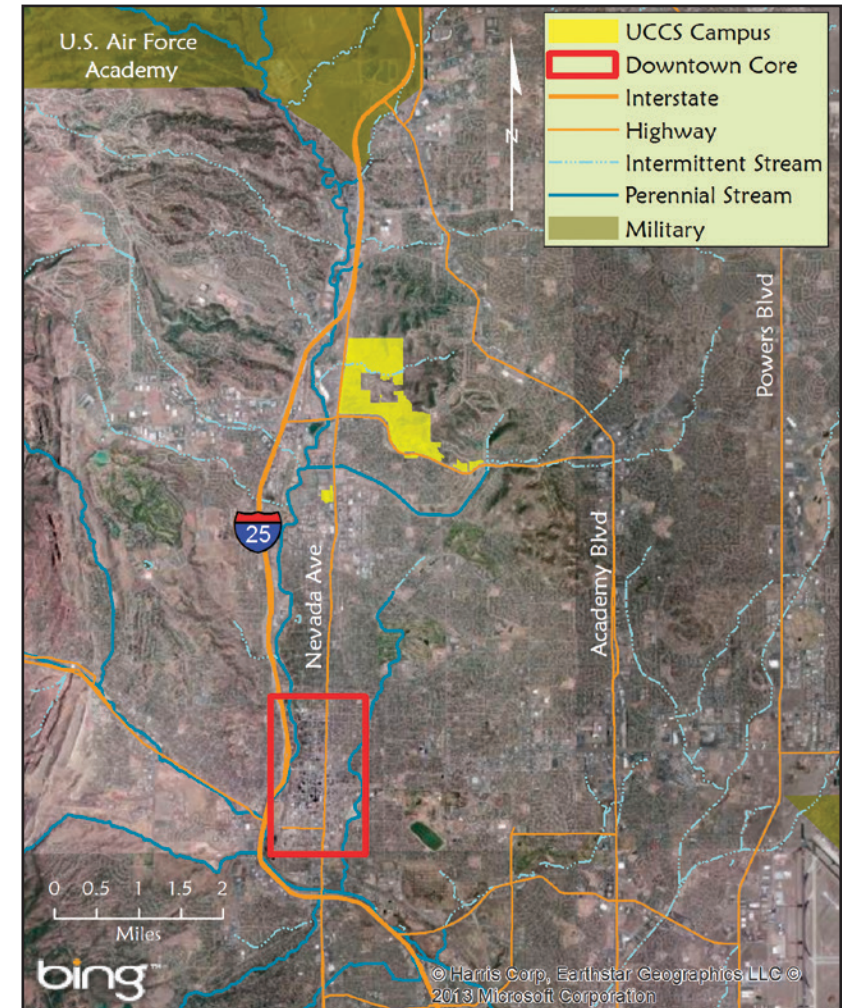 U.S. Air Force
Academy
UCCS Campus
Downtown Core
Interstate
Highway
Intermittent Stream
Perennial Stream
Military
N
Powers Blvd
25
Nevada Ave
Academy Blvd
0 0.5 1 1.5 2
Miles
bing™
© Harris Corp, Earthstar Geographics LLC ©
2013 Microsoft Corporation